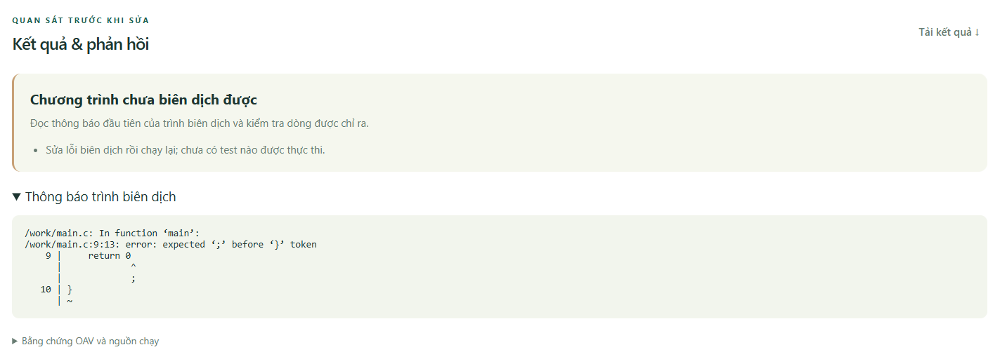 QUAN SÁT TRƯỚC KHI SỬA
Kết quả & phản hồi
Tải kết quả ↓
Chương trình chưa biên dịch được
Đọc thông báo đầu tiên của trình biên dịch và kiểm tra dòng được chỉ ra.
• Sửa lỗi biên dịch rồi chạy lại; chưa có test nào được thực thi.
▼ Thông báo trình biên dịch
/work/main.c: In function ‘main’:
/work/main.c:9:13: error: expected ‘;’ before ‘}’ token
    9 |     return 0
      |             ^
      |             ;
   10 | }
      | ~
▶ Bằng chứng OAV và nguồn chạy